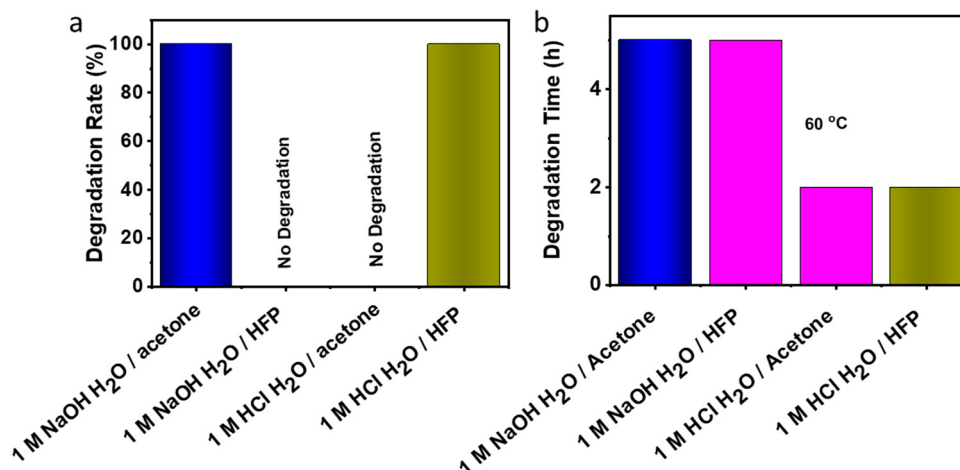 a
Degradation Rate (%)
100
80
60
40
20
0
No Degradation
No Degradation
1 M NaOH H₂O / acetone
1 M NaOH H₂O / HFP
1 M HCl H₂O / acetone
1 M HCl H₂O / HFP
b
Degradation Time (h)
4
2
0
60 °C
1 M NaOH H₂O / Acetone
1 M NaOH H₂O / HFP
1 M HCl H₂O / Acetone
1 M HCl H₂O / HFP